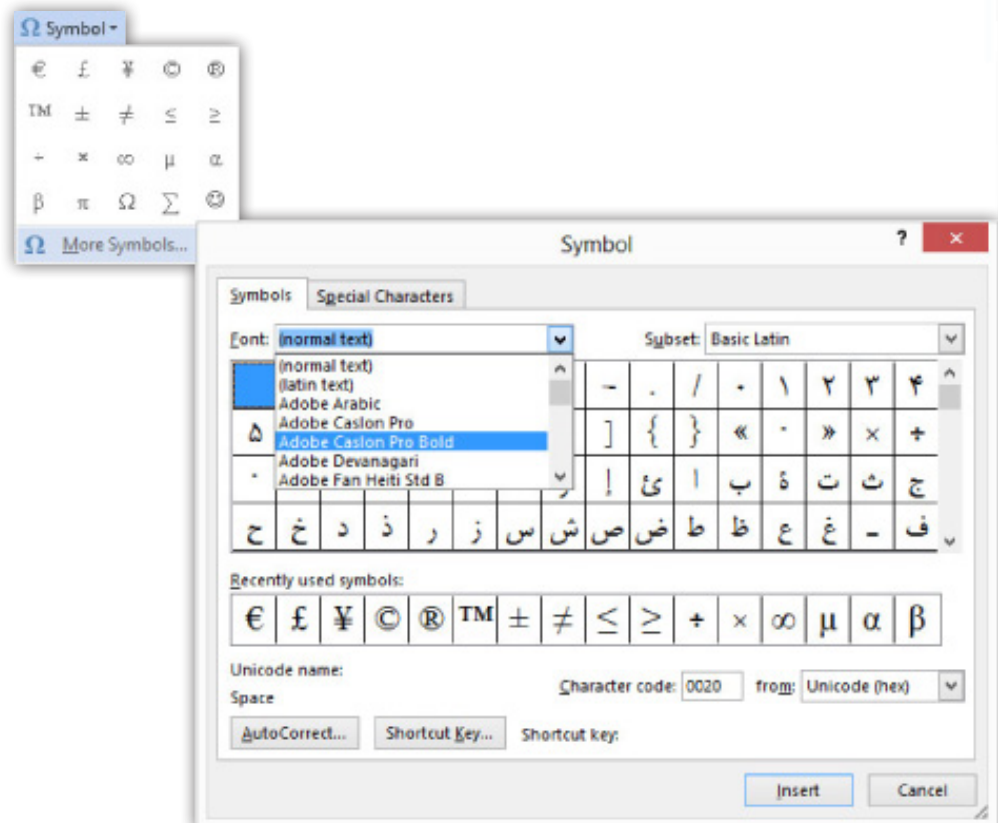 Ω Symbol
€ £ ¥ © ®
™ ± ≠ ≤ ≥
÷ × ∞ µ α
β π Ω ∑ ☺
Ω More Symbols...
Symbol ? ×
Symbols Special Characters
Font: (normal text) Subset: Basic Latin
(normal text)
(latin text)
Adobe Arabic
Adobe Caslon Pro
Adobe Caslon Pro Bold
Adobe Devanagari
Adobe Fan Heiti Std B
- . / ٠ ١ ٢ ٣ ۴
۵ ] { } « · » × ÷
إ ئ ا ب ة ت ث ج
ح خ د ذ ر ز س ش ص ض ط ظ ع غ ـ ف
Recently used symbols:
€ £ ¥ © ® ™ ± ≠ ≤ ≥ ÷ × ∞ µ α β
Unicode name:
Space
Character code: 0020 from: Unicode (hex)
AutoCorrect... Shortcut Key... Shortcut key:
Insert Cancel